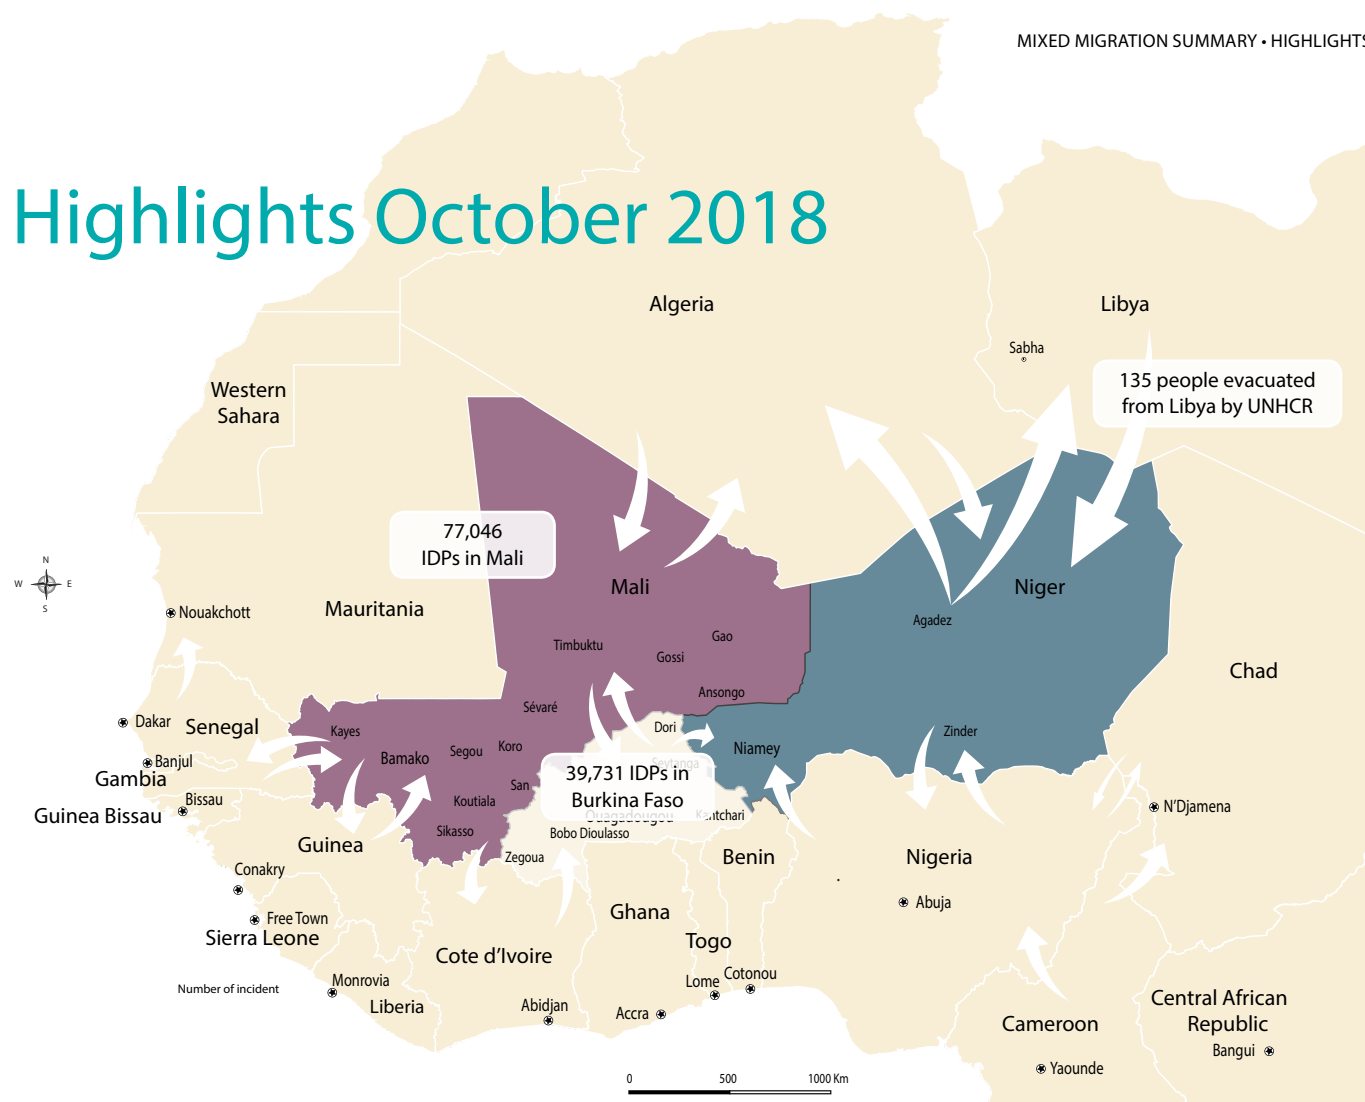 MIXED MIGRATION SUMMARY • HIGHLIGHTS
Highlights October 2018
Algeria
Libya
Sabha
135 people evacuated
from Libya by UNHCR
Western
Sahara
77,046
IDPs in Mali
N
W
E
S
Mali
Niger
Mauritania
Nouakchott
Agadez
Timbuktu
Gao
Gossi
Chad
Ansongo
Sévaré
Dakar
Senegal
Kayes
Dori
Zinder
Koro
Segou
Niamey
Bamako
Banjul
Gambia
Seytanga
39,731 IDPs in
Burkina Faso
San
Koutiala
Bissau
Guinea Bissau
N'Djamena
Ouagadougou
Kantchari
Sikasso
Bobo Dioulasso
Guinea
Zegoua
Benin
Nigeria
Conakry
Abuja
Ghana
Free Town
Sierra Leone
Togo
Cote d'Ivoire
Number of incident
Monrovia
Lome
Cotonou
Liberia
Abidjan
Accra
Central African
Republic
Cameroon
Bangui
Yaounde
0 500 1000 Km